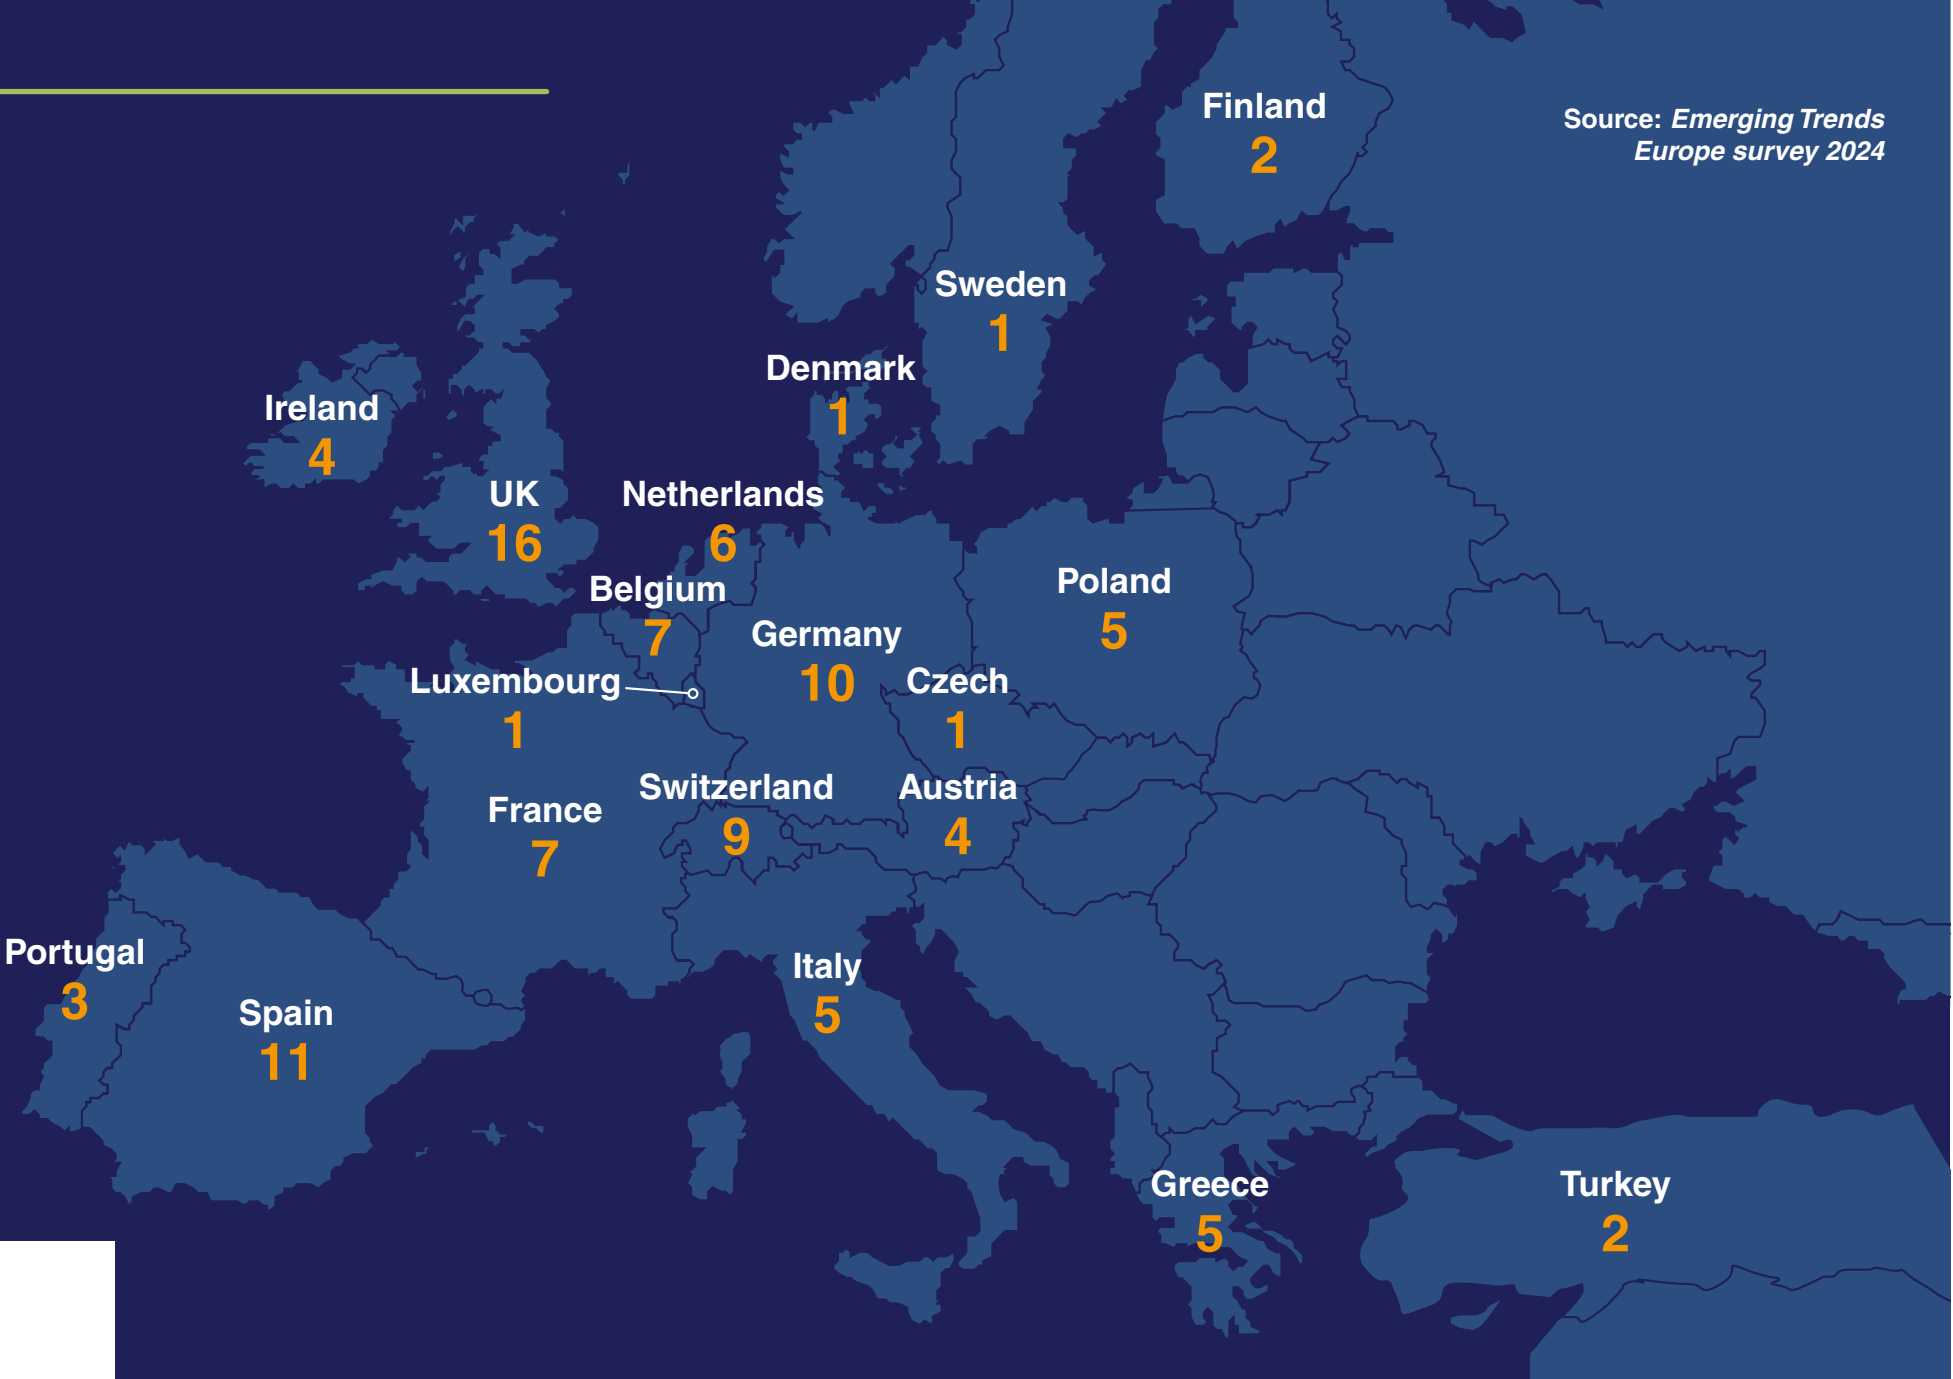 Finland
2
Source: Emerging Trends
Europe survey 2024
Sweden
1
Denmark
1
Ireland
4
UK
16
Netherlands
6
Belgium
7
Poland
5
Germany
10
Luxembourg
1
Czech
1
Switzerland
9
Austria
4
France
7
Portugal
3
Italy
5
Spain
11
Greece
5
Turkey
2